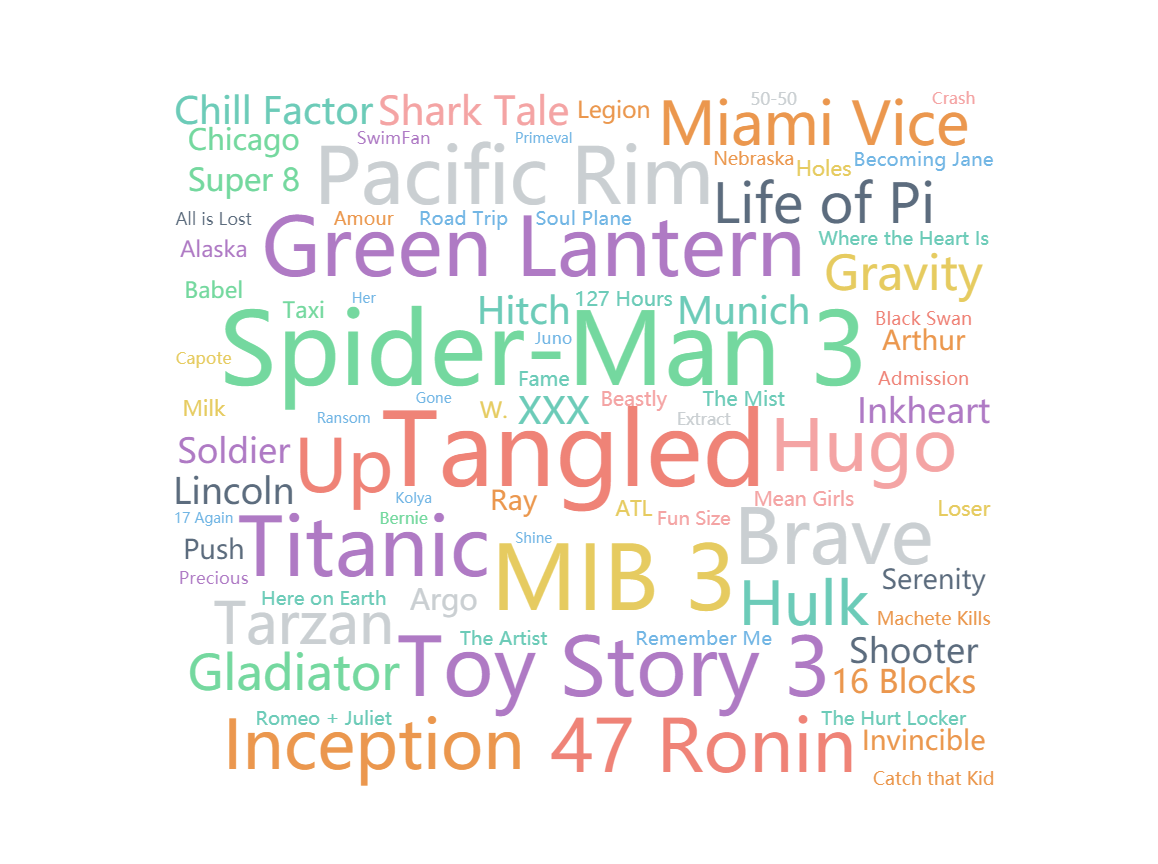 50-50
Crash
Chill Factor
Shark Tale
Legion
Miami Vice
Chicago
SwimFan
Primeval
Nebraska
Becoming Jane
Holes
Super 8
Pacific Rim
Life of Pi
All is Lost
Amour
Road Trip
Soul Plane
Where the Heart Is
Alaska
Green Lantern
Gravity
Babel
Taxi
Her
Hitch
127 Hours
Munich
Black Swan
Juno
Arthur
Capote
Spider-Man 3
Fame
Admission
Gone
Beastly
The Mist
Milk
Ransom
W.
XXX
Extract
Inkheart
Soldier
Up
Tangled
Hugo
Lincoln
Kolya
Ray
ATL
Mean Girls
17 Again
Bernie
Fun Size
Loser
Push
Titanic
Shine
Brave
Precious
MIB 3
Serenity
Here on Earth
Argo
Hulk
Machete Kills
Tarzan
The Artist
Remember Me
Shooter
Gladiator
Toy Story 3
16 Blocks
Romeo + Juliet
The Hurt Locker
Inception
47 Ronin
Invincible
Catch that Kid